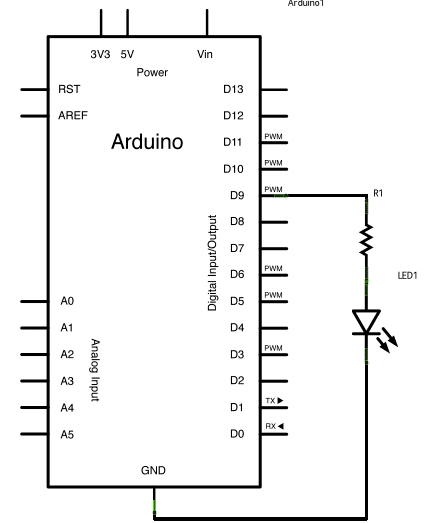 Arduino1
3V3 5V Vin
Power
RST D13
AREF D12
Arduino
D11 PWM
D10 PWM
D9 PWM
R1
D8
Digital Input/Output
D7
D6 PWM
LED1
A0 D5 PWM
A1 D4
A2 D3 PWM
Analog Input
A3 D2
A4 D1 TX ▶
A5 D0 RX ◀
GND